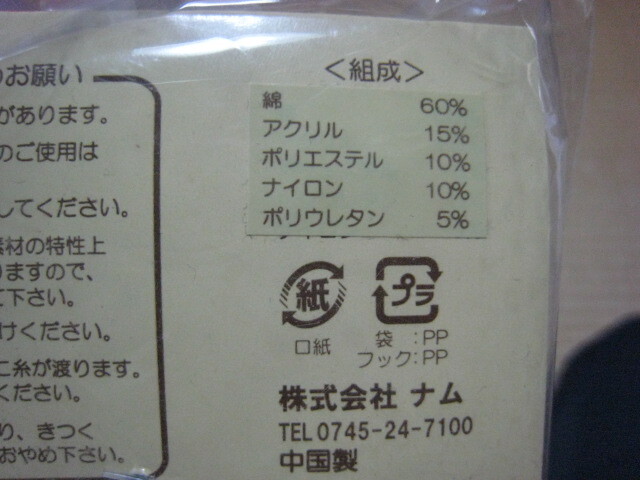 のお願い
があります。
のご使用は
してください。
素材の特性上
りますので、
て下さい。
けください。
に糸が渡ります。
ください。
り、きつく
おやめ下さい。
<組成>
綿 60%
アクリル 15%
ポリエステル 10%
ナイロン 10%
ポリウレタン 5%
紙 プラ
口紙
袋 :PP
フック:PP
株式会社 ナム
TEL 0745-24-7100
中国製